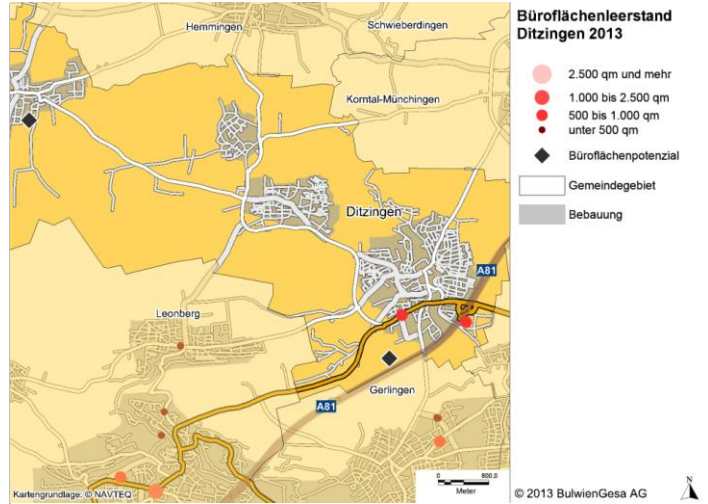 Büroflächenleerstand
Ditzingen 2013
2.500 qm und mehr
1.000 bis 2.500 qm
500 bis 1.000 qm
unter 500 qm
Büroflächenpotenzial
Gemeindegebiet
Bebauung
Hemmingen
Schwieberdingen
Korntal-Münchingen
Ditzingen
A81
Leonberg
Gerlingen
A81
Kartengrundlage: © NAVTEQ
0
600,0
Meter
© 2013 BulwienGesa AG
N